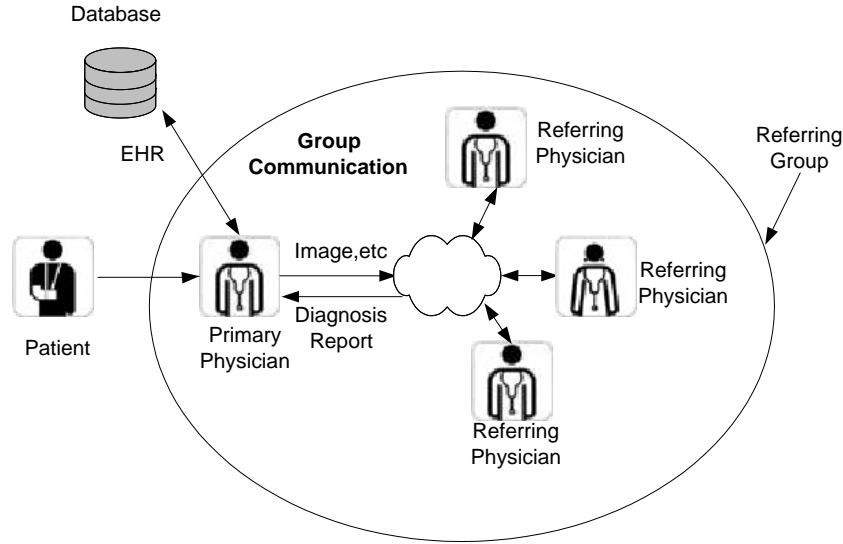 Database
EHR
Group
Communication
Referring
Physician
Referring
Group
Image,etc
Referring
Physician
Diagnosis
Report
Patient
Primary
Physician
Referring
Physician